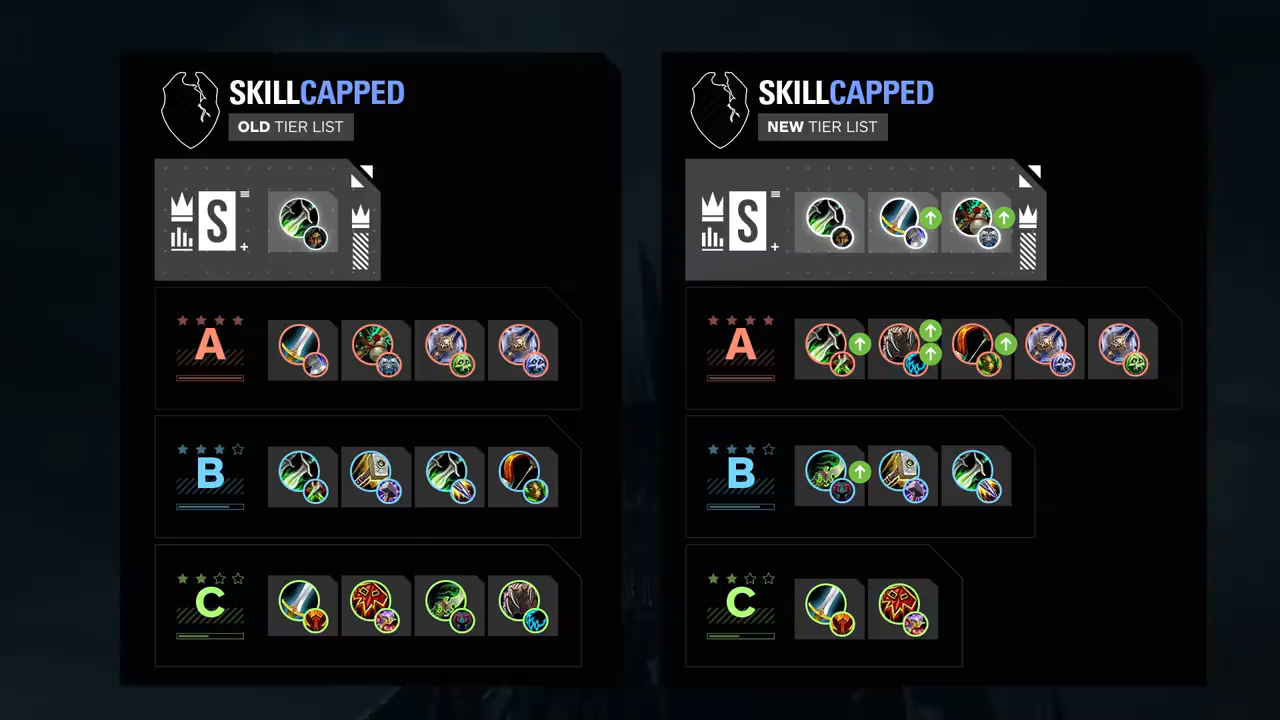 SKILLCAPPED
OLD TIER LIST
S
A
B
C
SKILLCAPPED
NEW TIER LIST
S
A
B
C